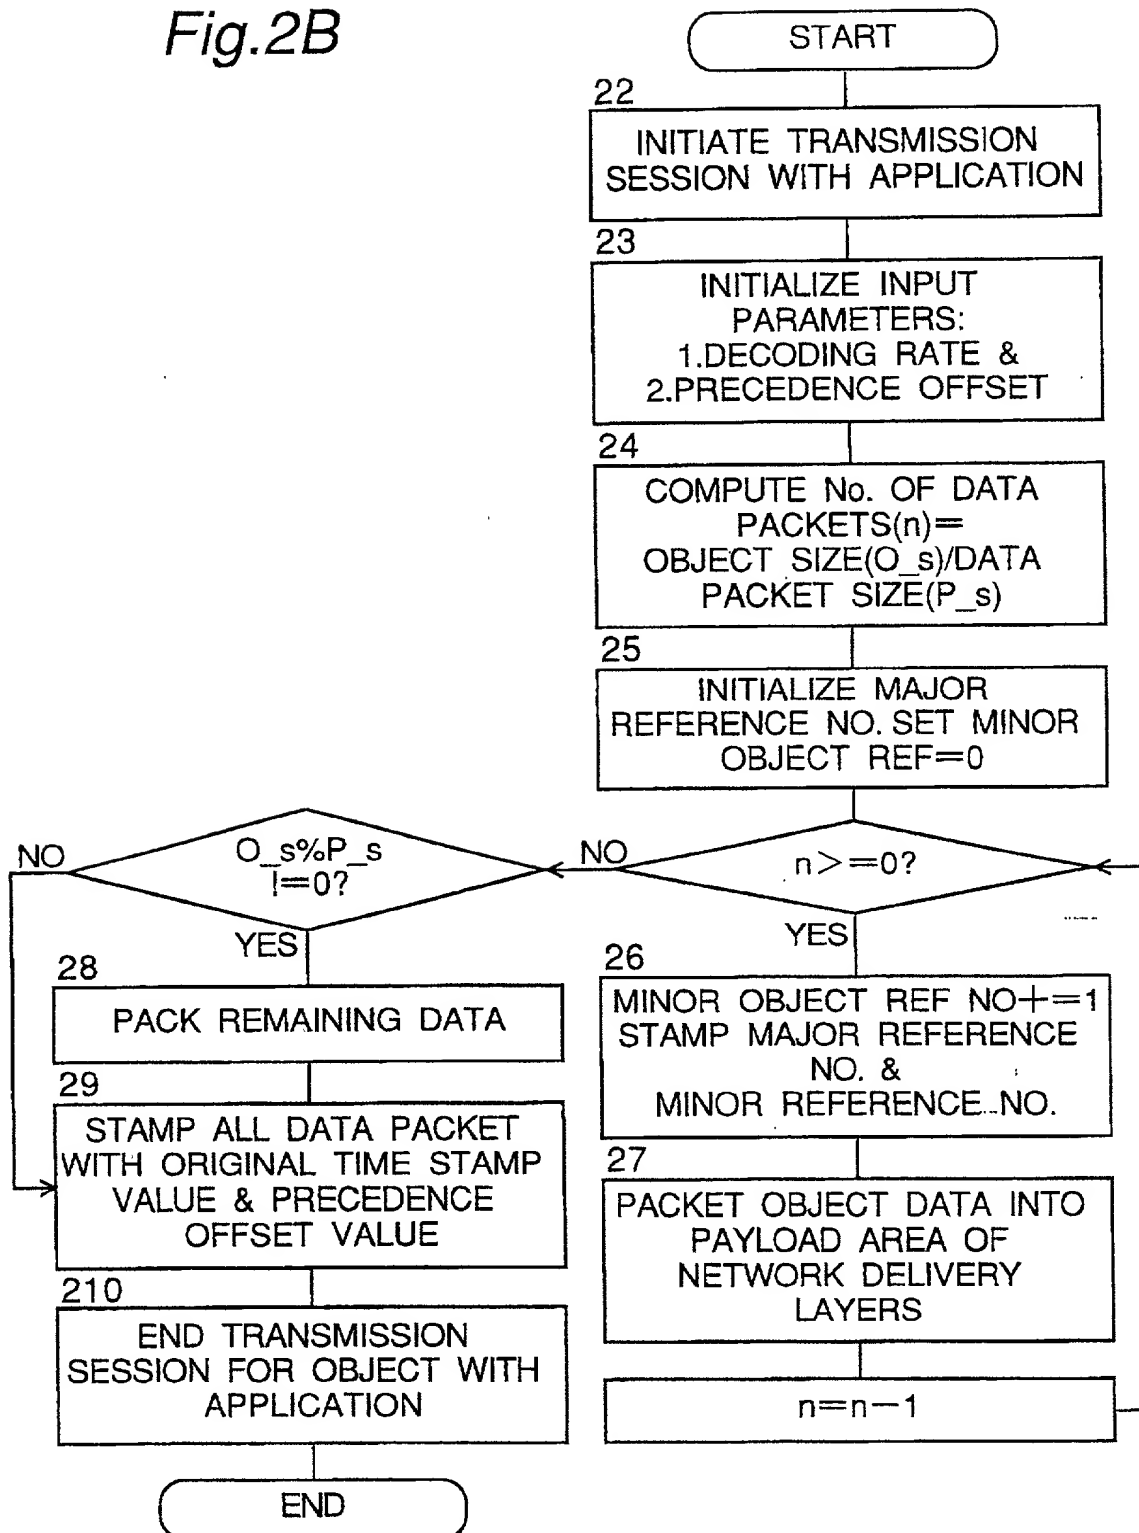 Fig.2B
START
22
INITIATE TRANSMISSION
SESSION WITH APPLICATION
23
INITIALIZE INPUT
PARAMETERS:
1.DECODING RATE &
2.PRECEDENCE OFFSET
24
COMPUTE No. OF DATA
PACKETS(n)=
OBJECT SIZE(O_s)/DATA
PACKET SIZE(P_s)
25
INITIALIZE MAJOR
REFERENCE NO. SET MINOR
OBJECT REF=0
n>=0?
NO
YES
O_s%P_s
!=0?
NO
YES
26
MINOR OBJECT REF NO+=1
STAMP MAJOR REFERENCE
NO. &
MINOR REFERENCE NO.
27
PACKET OBJECT DATA INTO
PAYLOAD AREA OF
NETWORK DELIVERY
LAYERS
n=n-1
28
PACK REMAINING DATA
29
STAMP ALL DATA PACKET
WITH ORIGINAL TIME STAMP
VALUE & PRECEDENCE
OFFSET VALUE
210
END TRANSMISSION
SESSION FOR OBJECT WITH
APPLICATION
END